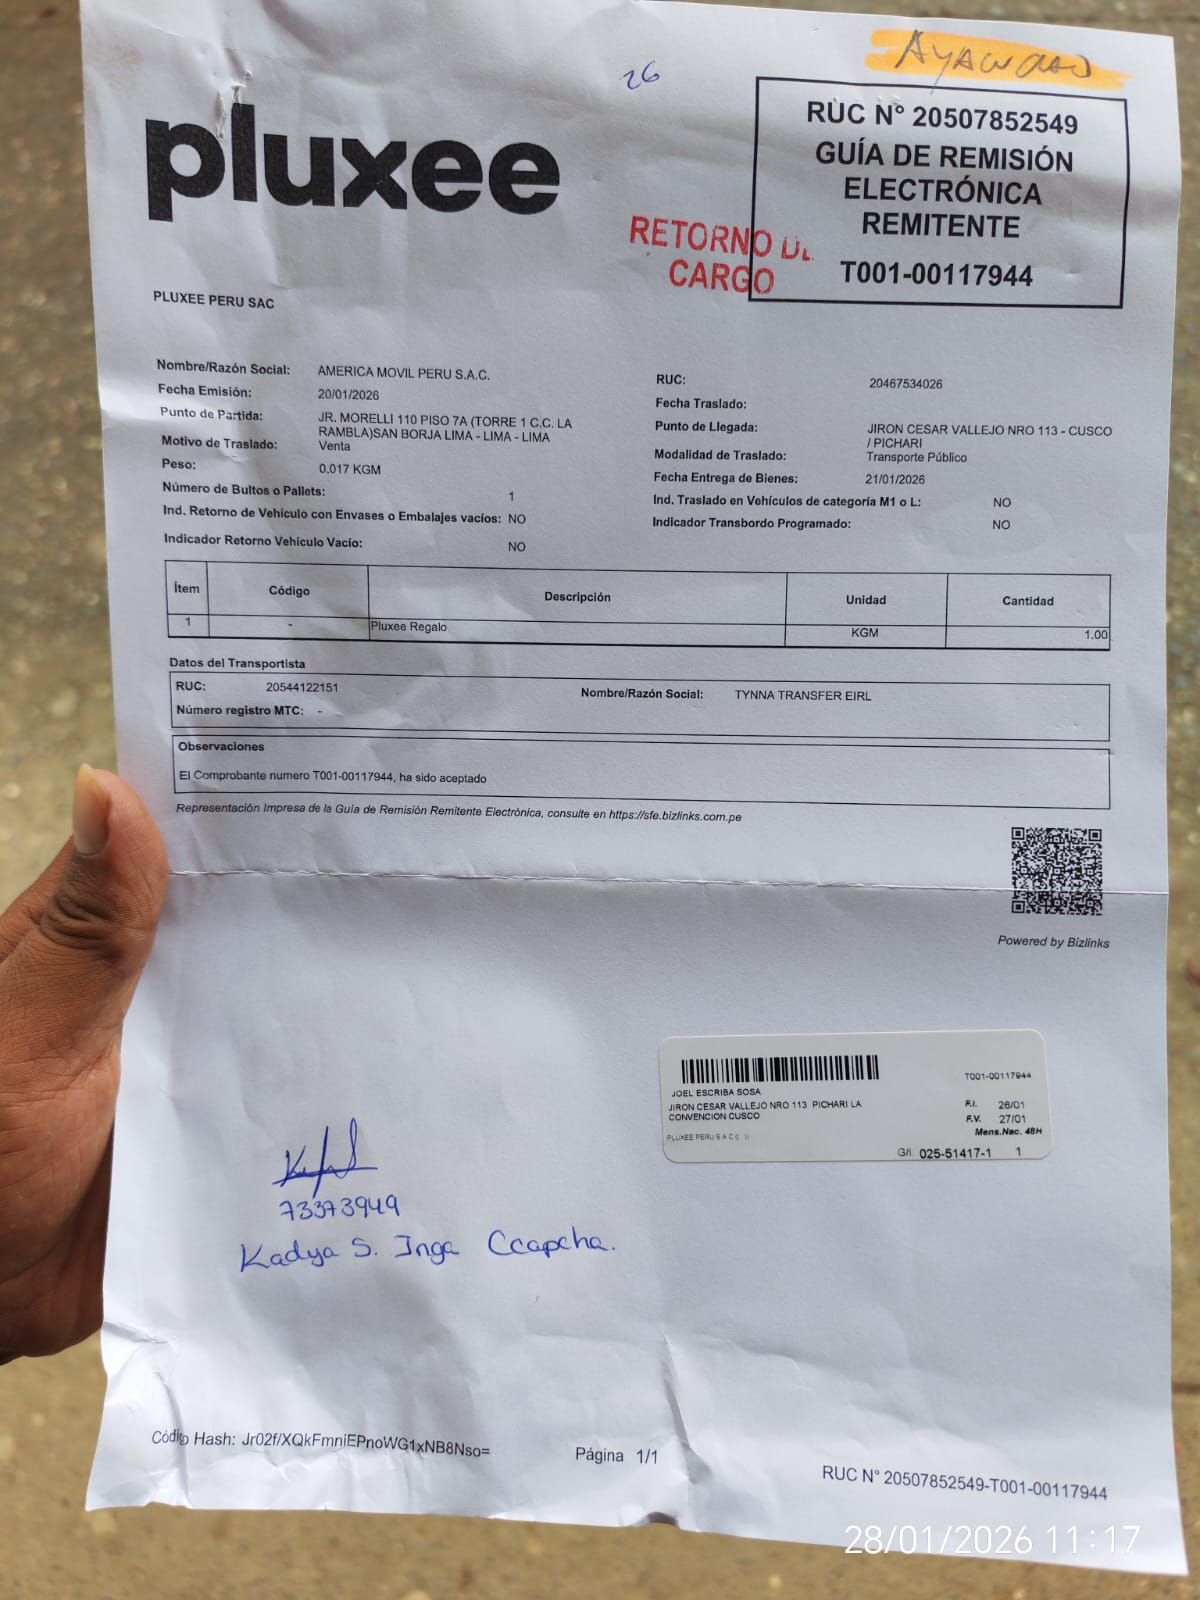 AYACUCHO
26
pluxee
RUC N° 20507852549
GUÍA DE REMISIÓN
ELECTRÓNICA
REMITENTE
T001-00117944
RETORNO DE
CARGO
PLUXEE PERU SAC
Nombre/Razón Social: AMERICA MOVIL PERU S.A.C.
Fecha Emisión: 20/01/2026
Punto de Partida: JR. MORELLI 110 PISO 7A (TORRE 1 C.C. LA
RAMBLA)SAN BORJA LIMA - LIMA - LIMA
Motivo de Traslado: Venta
Peso: 0.017 KGM
Número de Bultos o Pallets: 1
Ind. Retorno de Vehículo con Envases o Embalajes vacíos: NO
Indicador Retorno Vehículo Vacío: NO
RUC: 20467534026
Fecha Traslado:
Punto de Llegada: JIRON CESAR VALLEJO NRO 113 - CUSCO
/ PICHARI
Modalidad de Traslado: Transporte Público
Fecha Entrega de Bienes: 21/01/2026
Ind. Traslado en Vehículos de categoría M1 o L: NO
Indicador Transbordo Programado: NO
Ítem Código Descripción Unidad Cantidad
1 - Pluxee Regalo KGM 1.00
Datos del Transportista
RUC: 20544122151 Nombre/Razón Social: TYNNA TRANSFER EIRL
Número registro MTC: -
Observaciones
El Comprobante numero T001-00117944, ha sido aceptado
Representación Impresa de la Guía de Remisión Remitente Electrónica, consulte en https://sfe.bizlinks.com.pe
Powered by Bizlinks
T001-00117944
JOEL ESCRIBA SOSA
JIRON CESAR VALLEJO NRO 113 PICHARI LA
CONVENCION CUSCO
F.I. 26/01
F.V. 27/01
Mens.Nac. 48H
PLUXEE PERU S A C ( )
G/I. 025-51417-1 1
73373949
Kadya S. Inga Ccapcha.
Código Hash: Jr02f/XQkFmniEPnoWG1xNB8Nso=
Página 1/1
RUC N° 20507852549-T001-00117944
28/01/2026 11:17